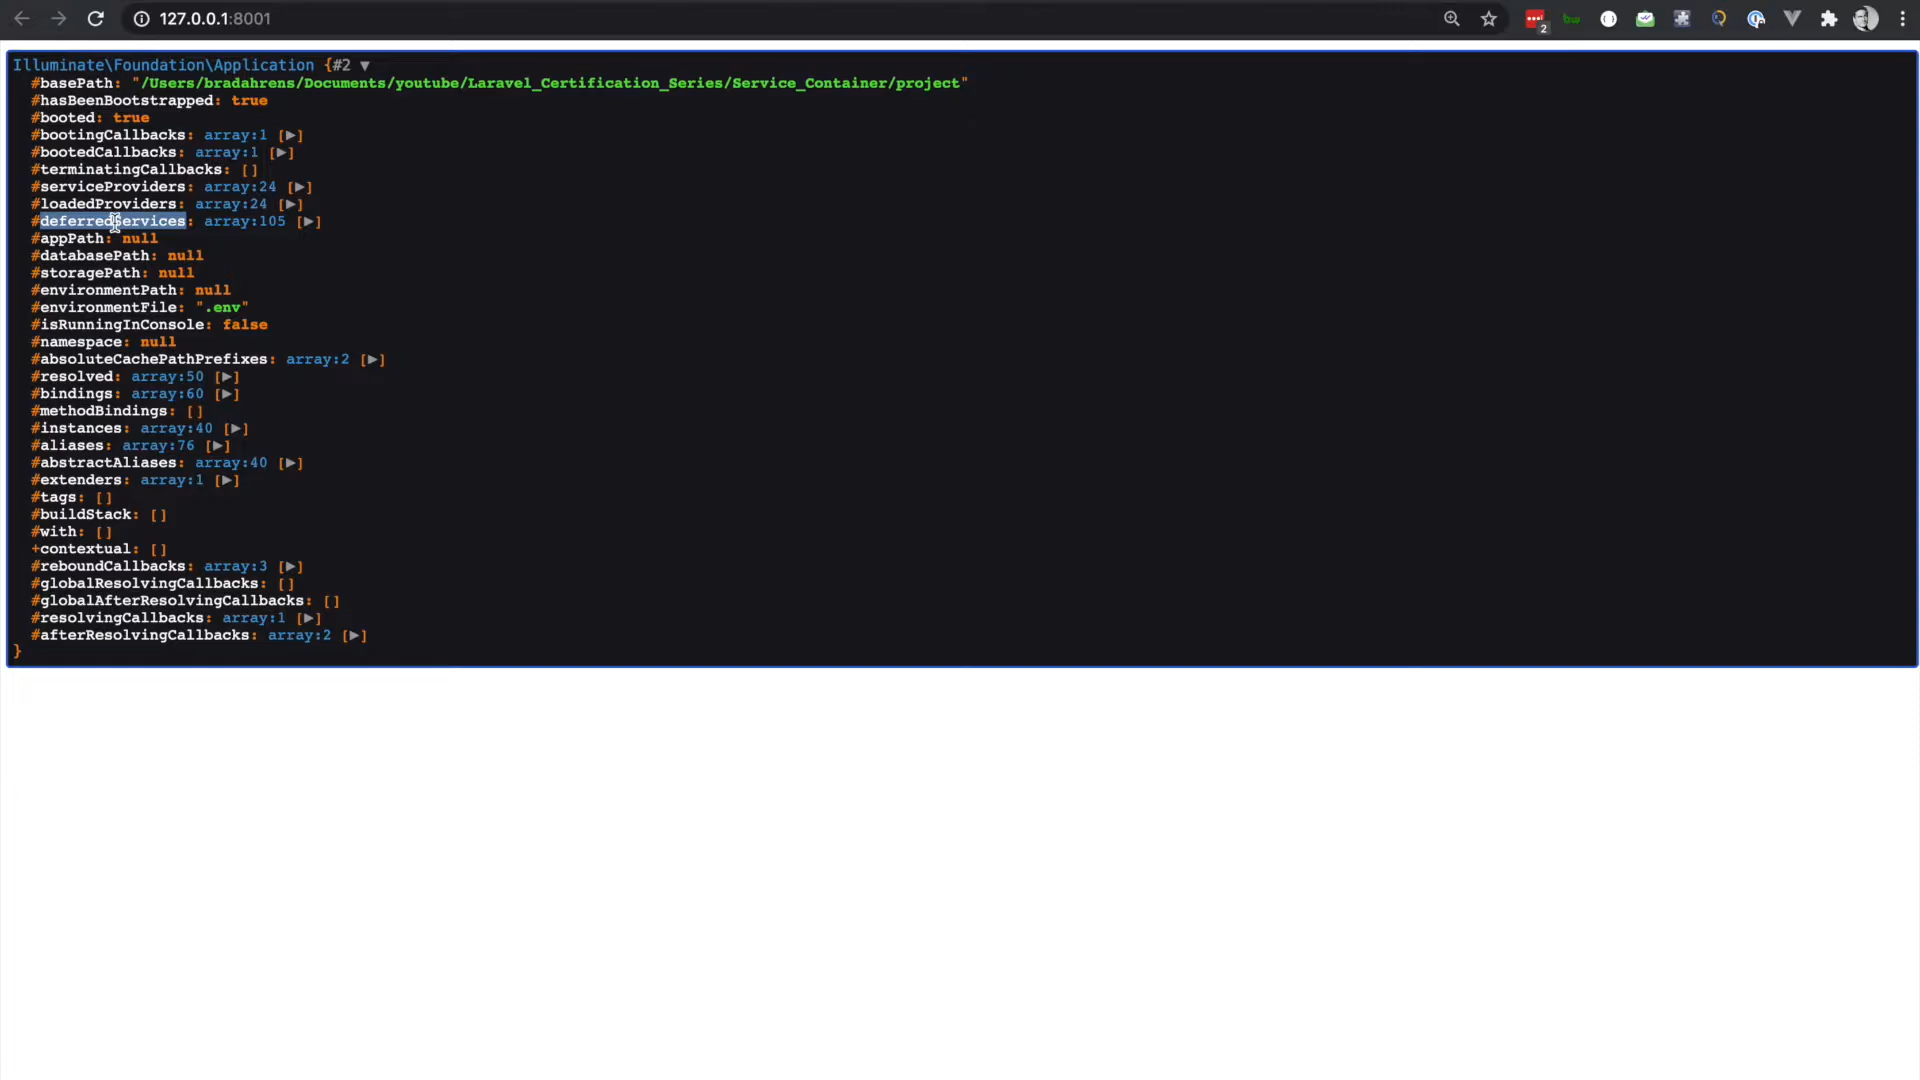 127.0.0.1:8001
2
Illuminate\Foundation\Application {#2 ▼
#basePath: "/Users/bradahrens/Documents/youtube/Laravel_Certification_Series/Service_Container/project"
#hasBeenBootstrapped: true
#booted: true
#bootingCallbacks: array:1 [▶]
#bootedCallbacks: array:1 [▶]
#terminatingCallbacks: []
#serviceProviders: array:24 [▶]
#loadedProviders: array:24 [▶]
#deferredServices: array:105 [▶]
#appPath: null
#databasePath: null
#storagePath: null
#environmentPath: null
#environmentFile: ".env"
#isRunningInConsole: false
#namespace: null
#absoluteCachePathPrefixes: array:2 [▶]
#resolved: array:50 [▶]
#bindings: array:60 [▶]
#methodBindings: []
#instances: array:40 [▶]
#aliases: array:76 [▶]
#abstractAliases: array:40 [▶]
#extenders: array:1 [▶]
#tags: []
#buildStack: []
#with: []
+contextual: []
#reboundCallbacks: array:3 [▶]
#globalResolvingCallbacks: []
#globalAfterResolvingCallbacks: []
#resolvingCallbacks: array:1 [▶]
#afterResolvingCallbacks: array:2 [▶]
}